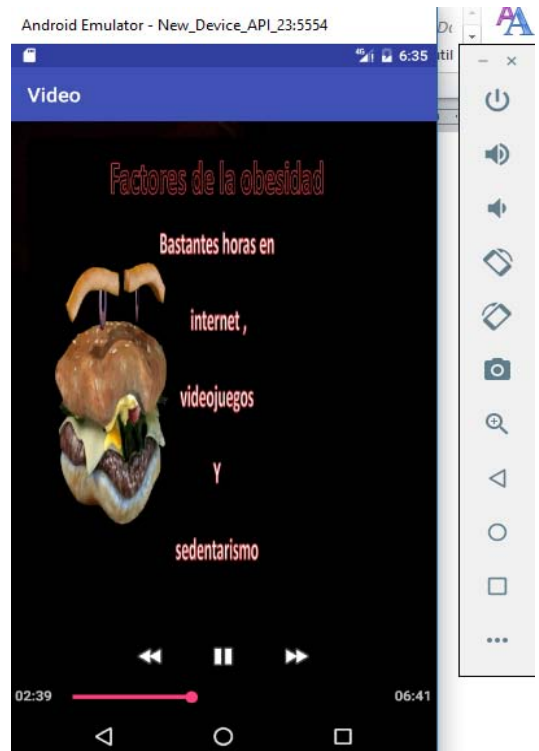 Android Emulator - New_Device_API_23:5554
6:35
Video
Factores de la obesidad
Bastantes horas en
internet ,
videojuegos
Y
sedentarismo
02:39
06:41